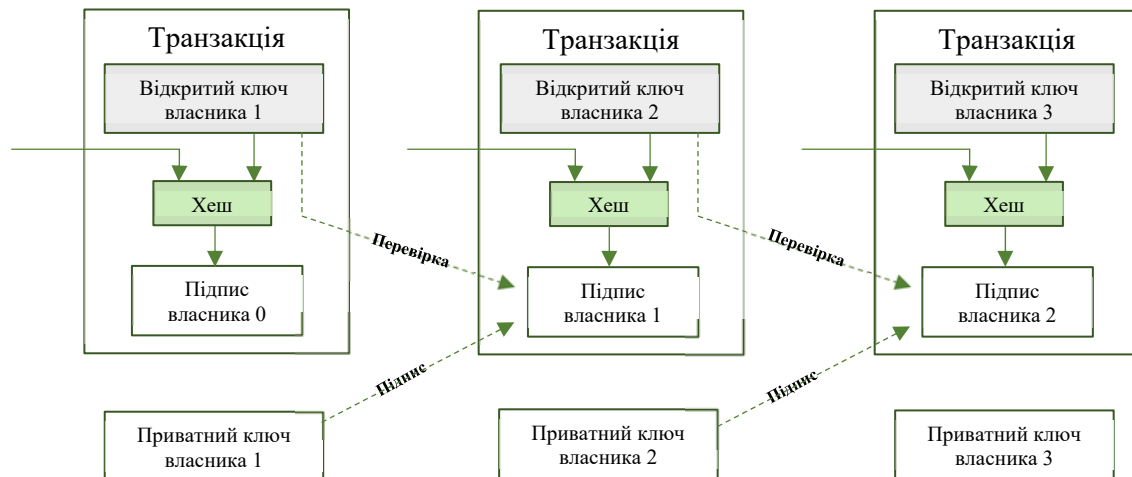 Транзакція
Відкритий ключ
власника 1
Хеш
Підпис
власника 0
Приватний ключ
власника 1
Перевірка
Підпис
Транзакція
Відкритий ключ
власника 2
Хеш
Підпис
власника 1
Приватний ключ
власника 2
Перевірка
Підпис
Транзакція
Відкритий ключ
власника 3
Хеш
Підпис
власника 2
Приватний ключ
власника 3